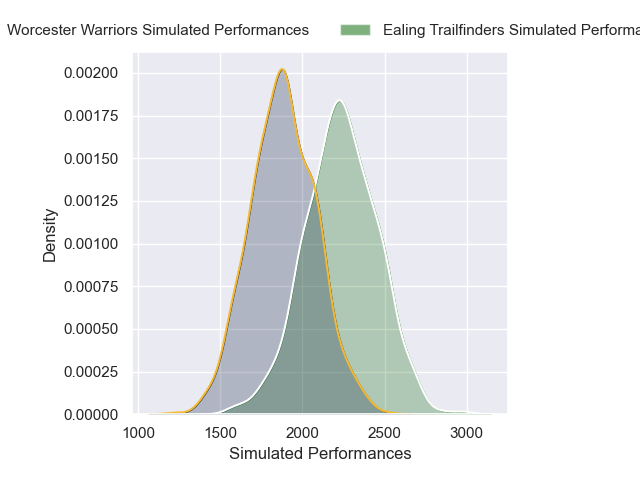 Worcester Warriors Simulated Performances
Ealing Trailfinders Simulated Performa
0.00200
0.00175
0.00150
0.00125
0.00100
0.00075
0.00050
0.00025
0.00000
Density
1000 1500 2000 2500 3000
Simulated Performances